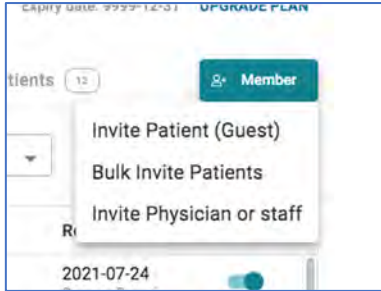 Expiry date: 9999-12-31 UPGRADE PLAN
tients 12 Member
Invite Patient (Guest)
Bulk Invite Patients
Invite Physician or staff
R
2021-07-24